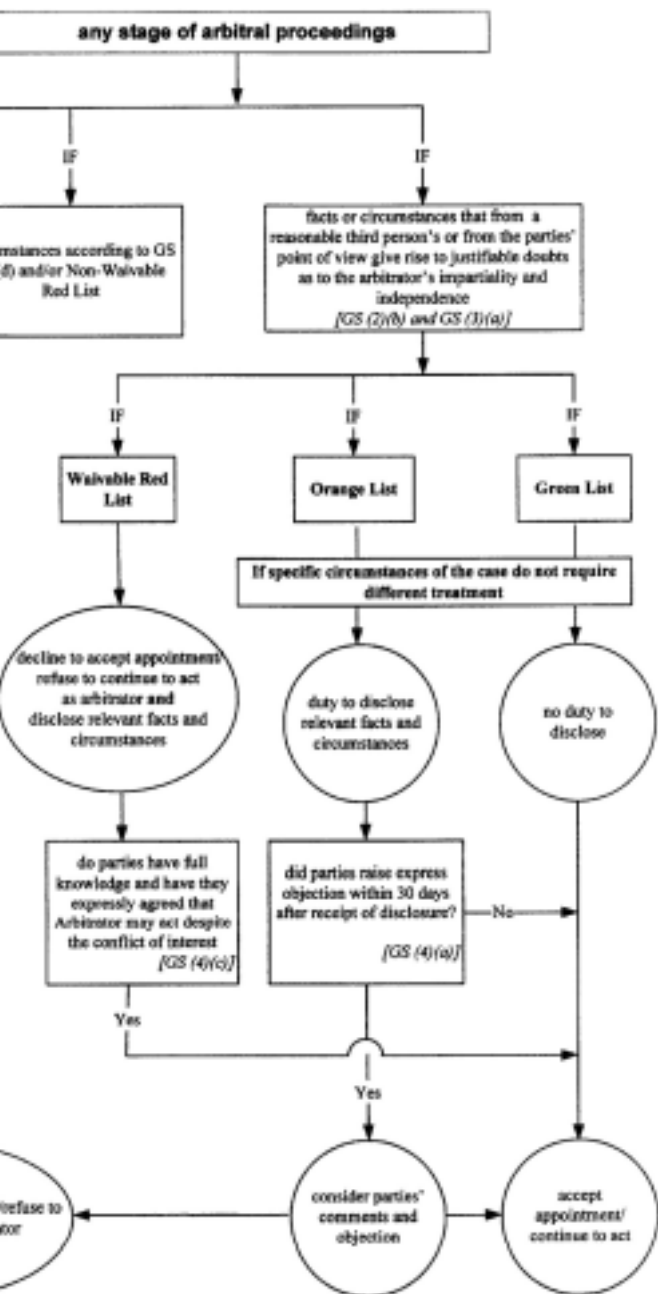 any stage of arbitral proceedings
IF
IF
mstances according to GS
(d) and/or Non-Waivable
Red List
facts or circumstances that from a
reasonable third person's or from the parties'
point of view give rise to justifiable doubts
as to the arbitrator's impartiality and
independence
[GS (2)(b) and GS (3)(a)]
IF
IF
IF
Waivable Red
List
Orange List
Green List
If specific circumstances of the case do not require
different treatment
decline to accept appointment/
refuse to continue to act
as arbitrator and
disclose relevant facts and
circumstances
duty to disclose
relevant facts and
circumstances
no duty to
disclose
do parties have full
knowledge and have they
expressly agreed that
Arbitrator may act despite
the conflict of interest
[GS (4)(c)]
did parties raise express
objection within 30 days
after receipt of disclosure?
[GS (4)(a)]
No
Yes
Yes
/refuse to
tor
consider parties'
comments and
objection
accept
appointment/
continue to act